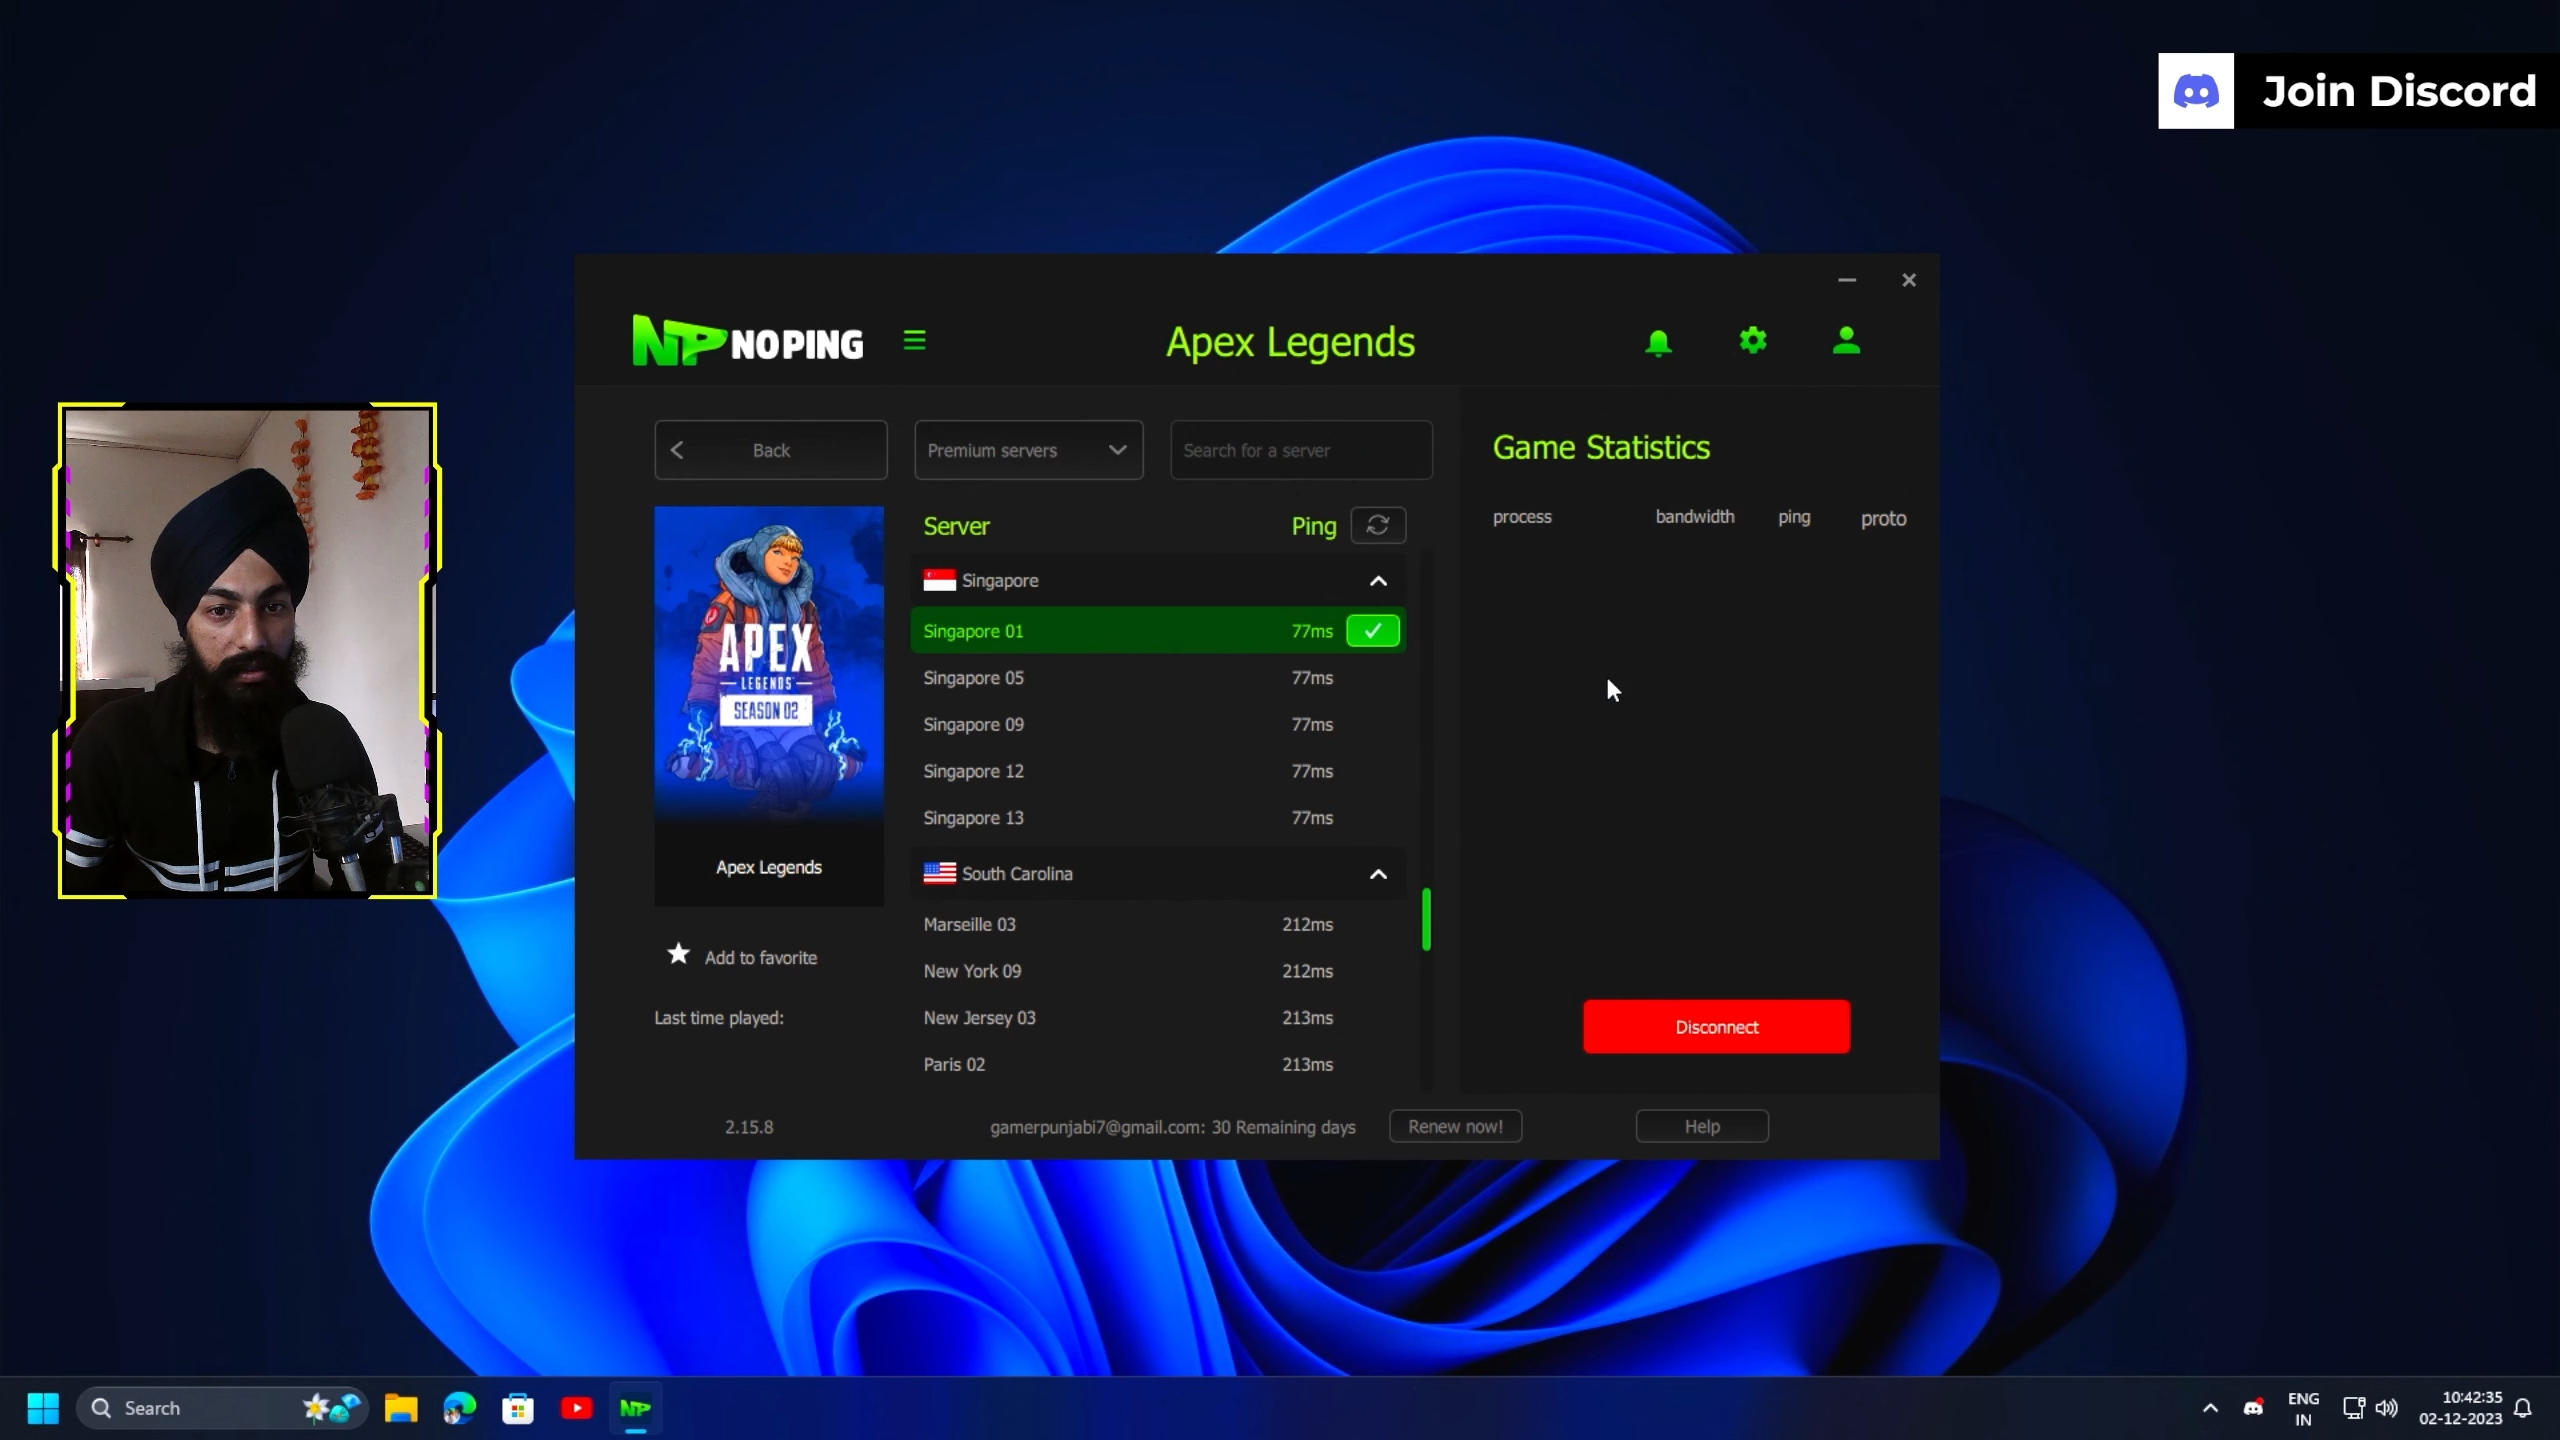 Join Discord
NP NOPING
Apex Legends
Back
Premium servers
Search for a server
Game Statistics
process bandwidth ping proto
Server Ping
Singapore
Singapore 01 77ms
Singapore 05 77ms
Singapore 09 77ms
Singapore 12 77ms
Singapore 13 77ms
South Carolina
Marseille 03 212ms
New York 09 212ms
New Jersey 03 213ms
Paris 02 213ms
APEX
LEGENDS
SEASON 02
Apex Legends
Add to favorite
Last time played:
Disconnect
2.15.8
gamerpunjabi7@gmail.com: 30 Remaining days
Renew now!
Help
Search
NP
ENG
IN
10:42:35
02-12-2023